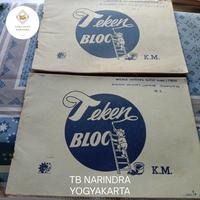 Teken
BLOC
K.M.
Teken
BLOC
K.M.
TB NARINDRA
YOGYAKARTA